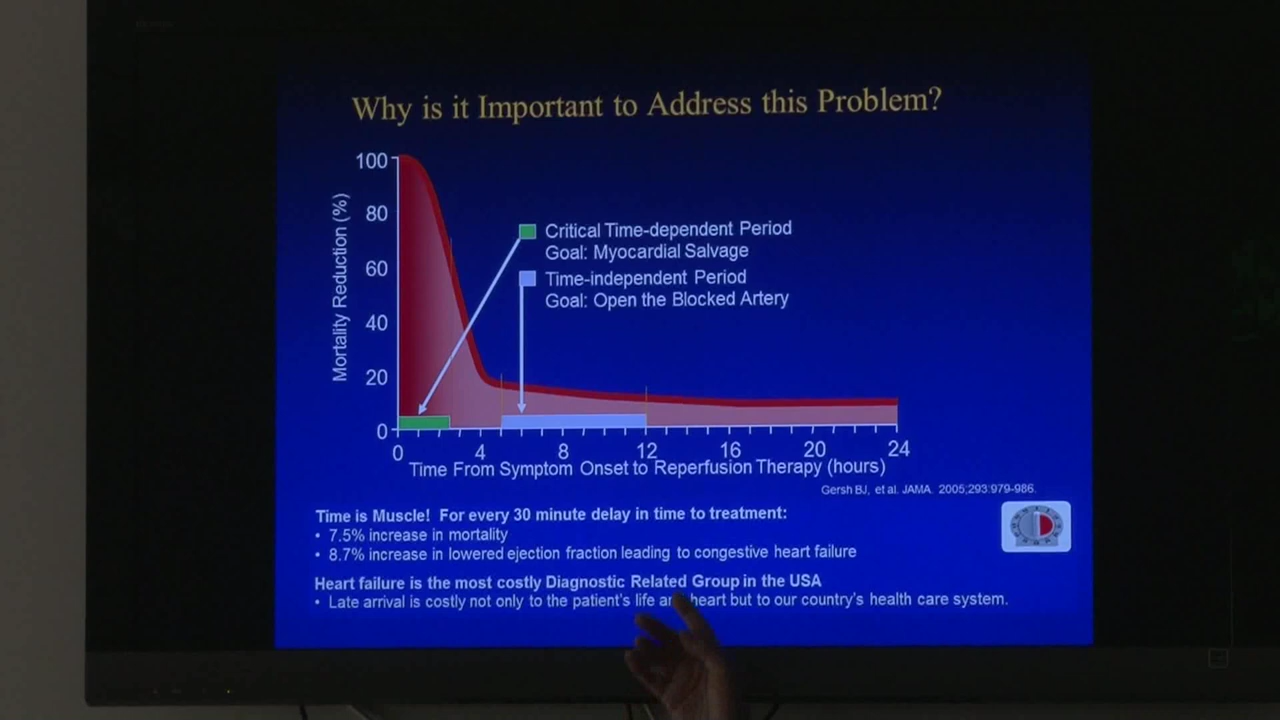 Why is it Important to Address this Problem?
100
80
60
40
20
0
Mortality Reduction (%)
Critical Time-dependent Period
Goal: Myocardial Salvage
Time-independent Period
Goal: Open the Blocked Artery
0 4 8 12 16 20 24
Time From Symptom Onset to Reperfusion Therapy (hours)
Gersh BJ, et al. JAMA. 2005;293:979-986.
Time is Muscle! For every 30 minute delay in time to treatment:
• 7.5% increase in mortality
• 8.7% increase in lowered ejection fraction leading to congestive heart failure
Heart failure is the most costly Diagnostic Related Group in the USA
• Late arrival is costly not only to the patient's life heart but to our country's health care system.